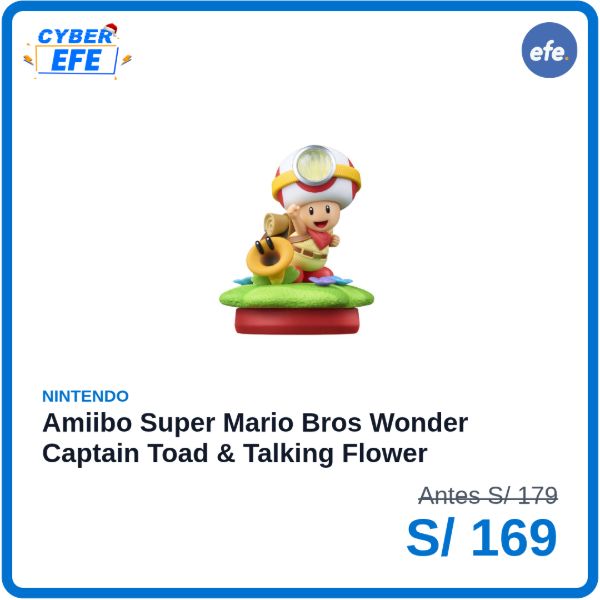 CYBER
EFE
efe.
NINTENDO
Amiibo Super Mario Bros Wonder
Captain Toad & Talking Flower
Antes S/ 179
S/ 169